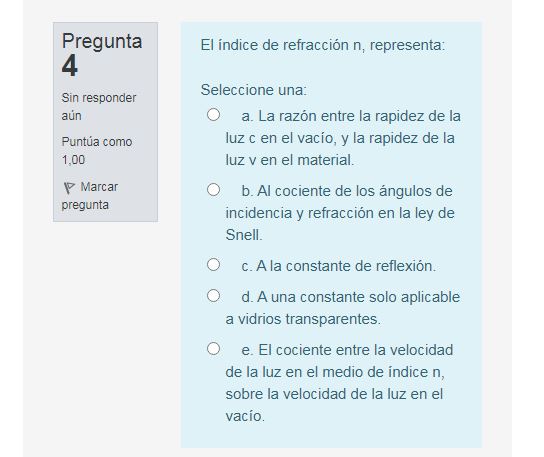 Pregunta
4
Sin responder
aún
Puntúa como
1,00
Marcar
pregunta
El índice de refracción n, representa:
Seleccione una:
a. La razón entre la rapidez de la
luz c en el vacío, y la rapidez de la
luz v en el material.
b. Al cociente de los ángulos de
incidencia y refracción en la ley de
Snell.
c. A la constante de reflexión.
d. A una constante solo aplicable
a vidrios transparentes.
e. El cociente entre la velocidad
de la luz en el medio de índice n,
sobre la velocidad de la luz en el
vacío.